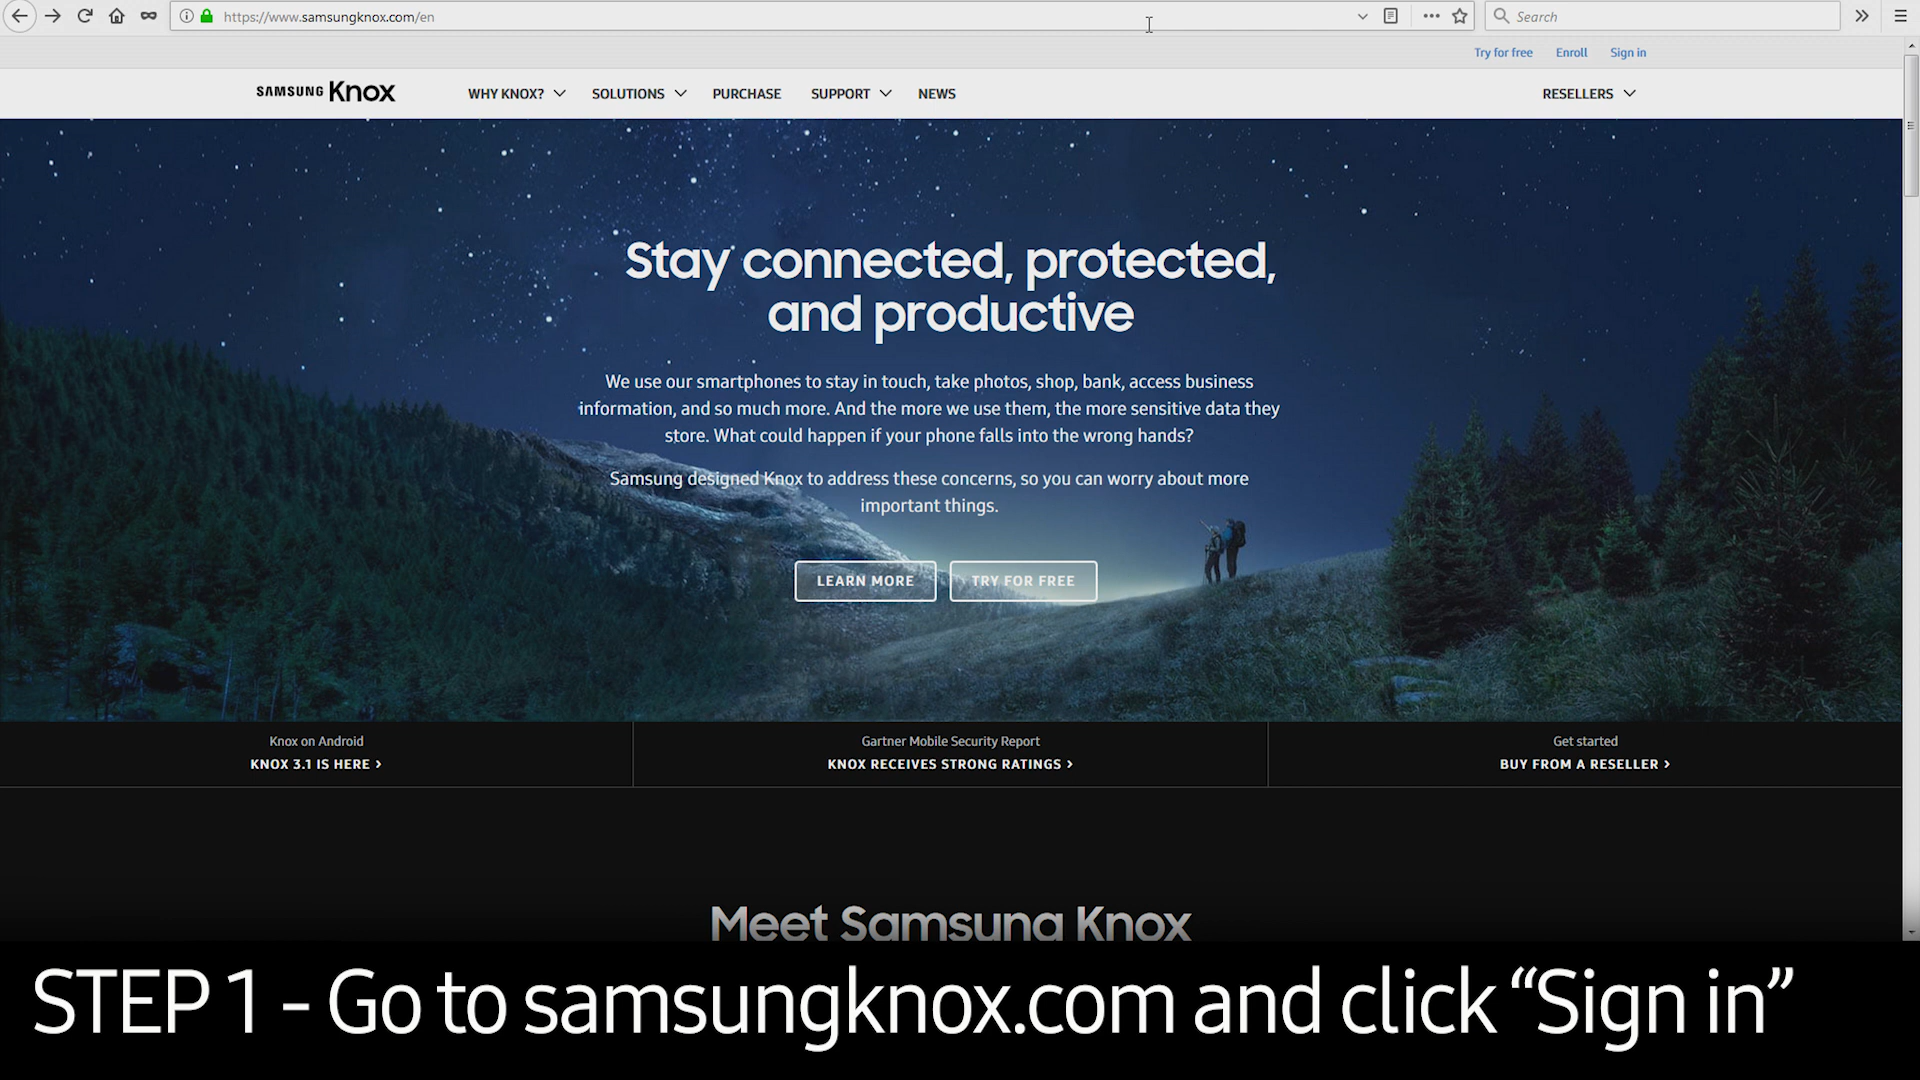 https://www.samsungknox.com/en
Search
Try for free Enroll Sign in
SAMSUNG Knox WHY KNOX? SOLUTIONS PURCHASE SUPPORT NEWS RESELLERS
Stay connected, protected,
and productive
We use our smartphones to stay in touch, take photos, shop, bank, access business
information, and so much more. And the more we use them, the more sensitive data they
store. What could happen if your phone falls into the wrong hands?
Samsung designed Knox to address these concerns, so you can worry about more
important things.
LEARN MORE TRY FOR FREE
Knox on Android
KNOX 3.1 IS HERE >
Gartner Mobile Security Report
KNOX RECEIVES STRONG RATINGS >
Get started
BUY FROM A RESELLER >
Meet Samsung Knox
STEP 1 - Go to samsungknox.com and click “Sign in”